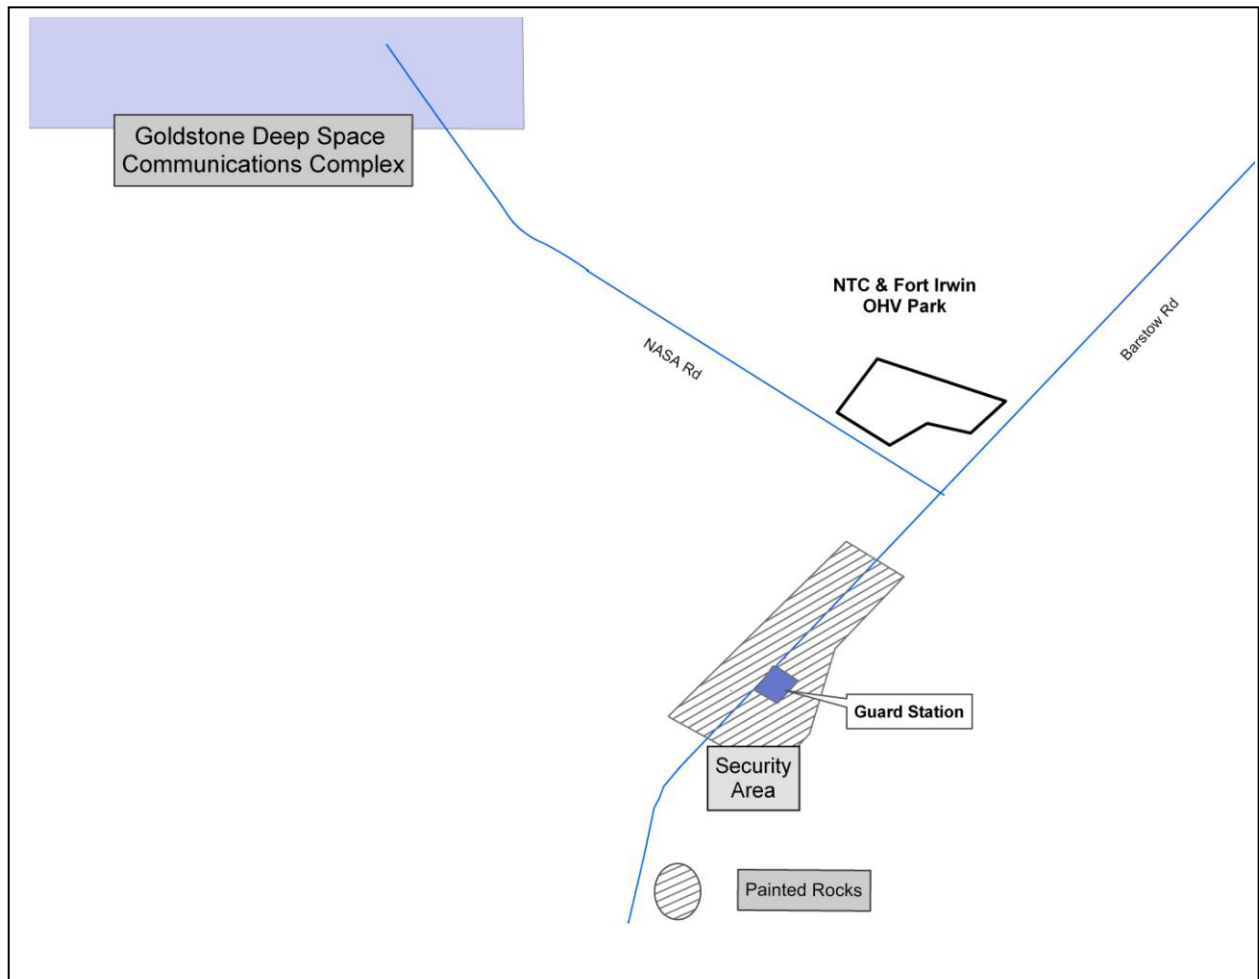 Goldstone Deep Space
Communications Complex
NTC & Fort Irwin
OHV Park
Barstow Rd
NASA Rd
Guard Station
Security
Area
Painted Rocks